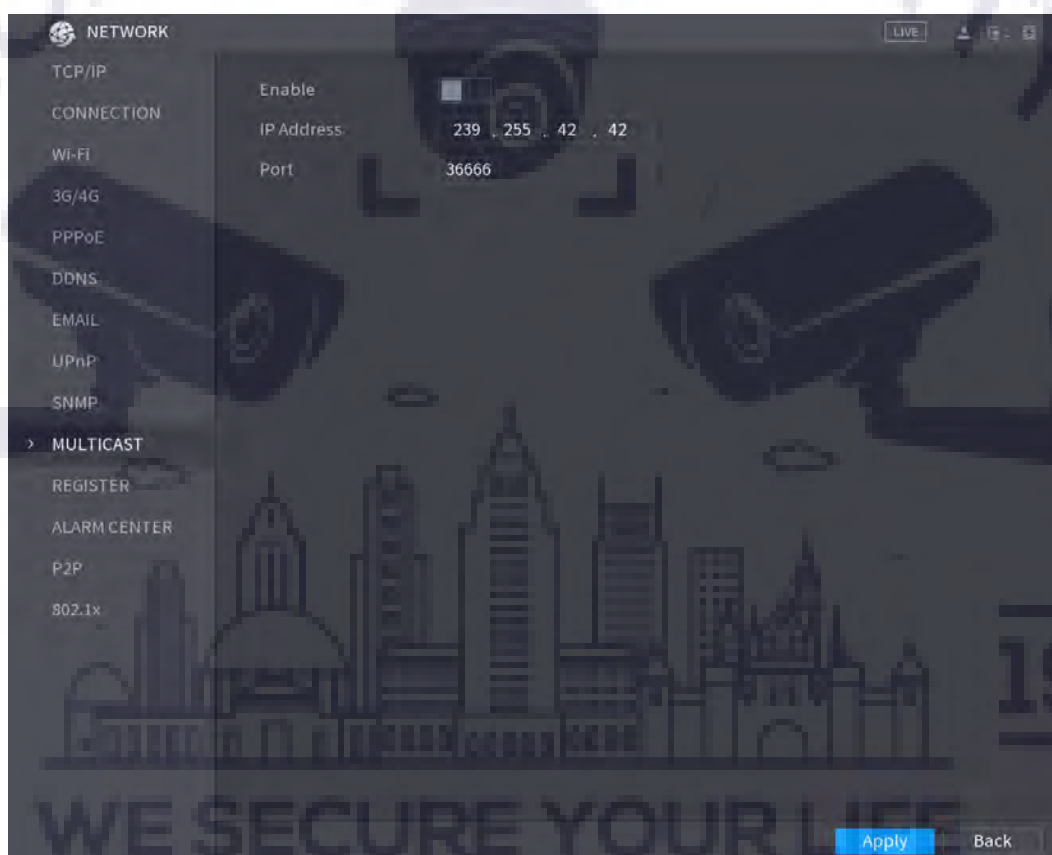 NETWORK
LIVE
TCP/IP
CONNECTION
Wi-Fi
3G/4G
PPPoE
DDNS
EMAIL
UPnP
SNMP
> MULTICAST
REGISTER
ALARM CENTER
P2P
802.1x
Enable
IP Address 239 . 255 . 42 . 42
Port 36666
WE SECURE YOUR LIFE
Apply Back